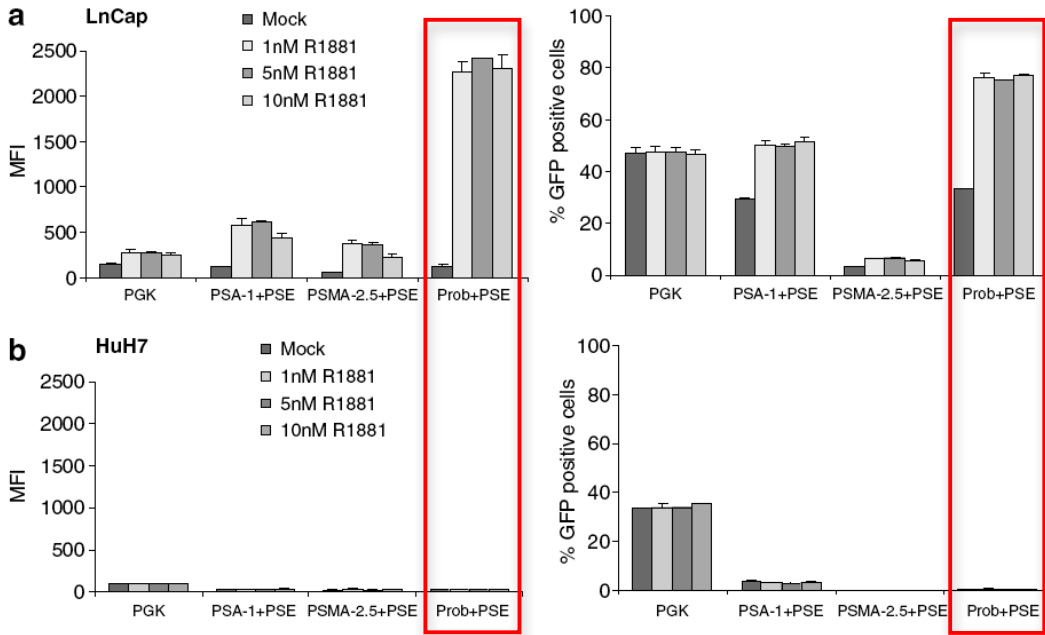 a LnCap
Mock
1nM R1881
5nM R1881
10nM R1881
MFI
2500
2000
1500
1000
500
0
PGK PSA-1+PSE PSMA-2.5+PSE Prob+PSE
% GFP positive cells
100
80
60
40
20
0
PGK PSA-1+PSE PSMA-2.5+PSE Prob+PSE
b HuH7
Mock
1nM R1881
5nM R1881
10nM R1881
MFI
2500
2000
1500
1000
500
0
PGK PSA-1+PSE PSMA-2.5+PSE Prob+PSE
% GFP positive cells
100
80
60
40
20
0
PGK PSA-1+PSE PSMA-2.5+PSE Prob+PSE